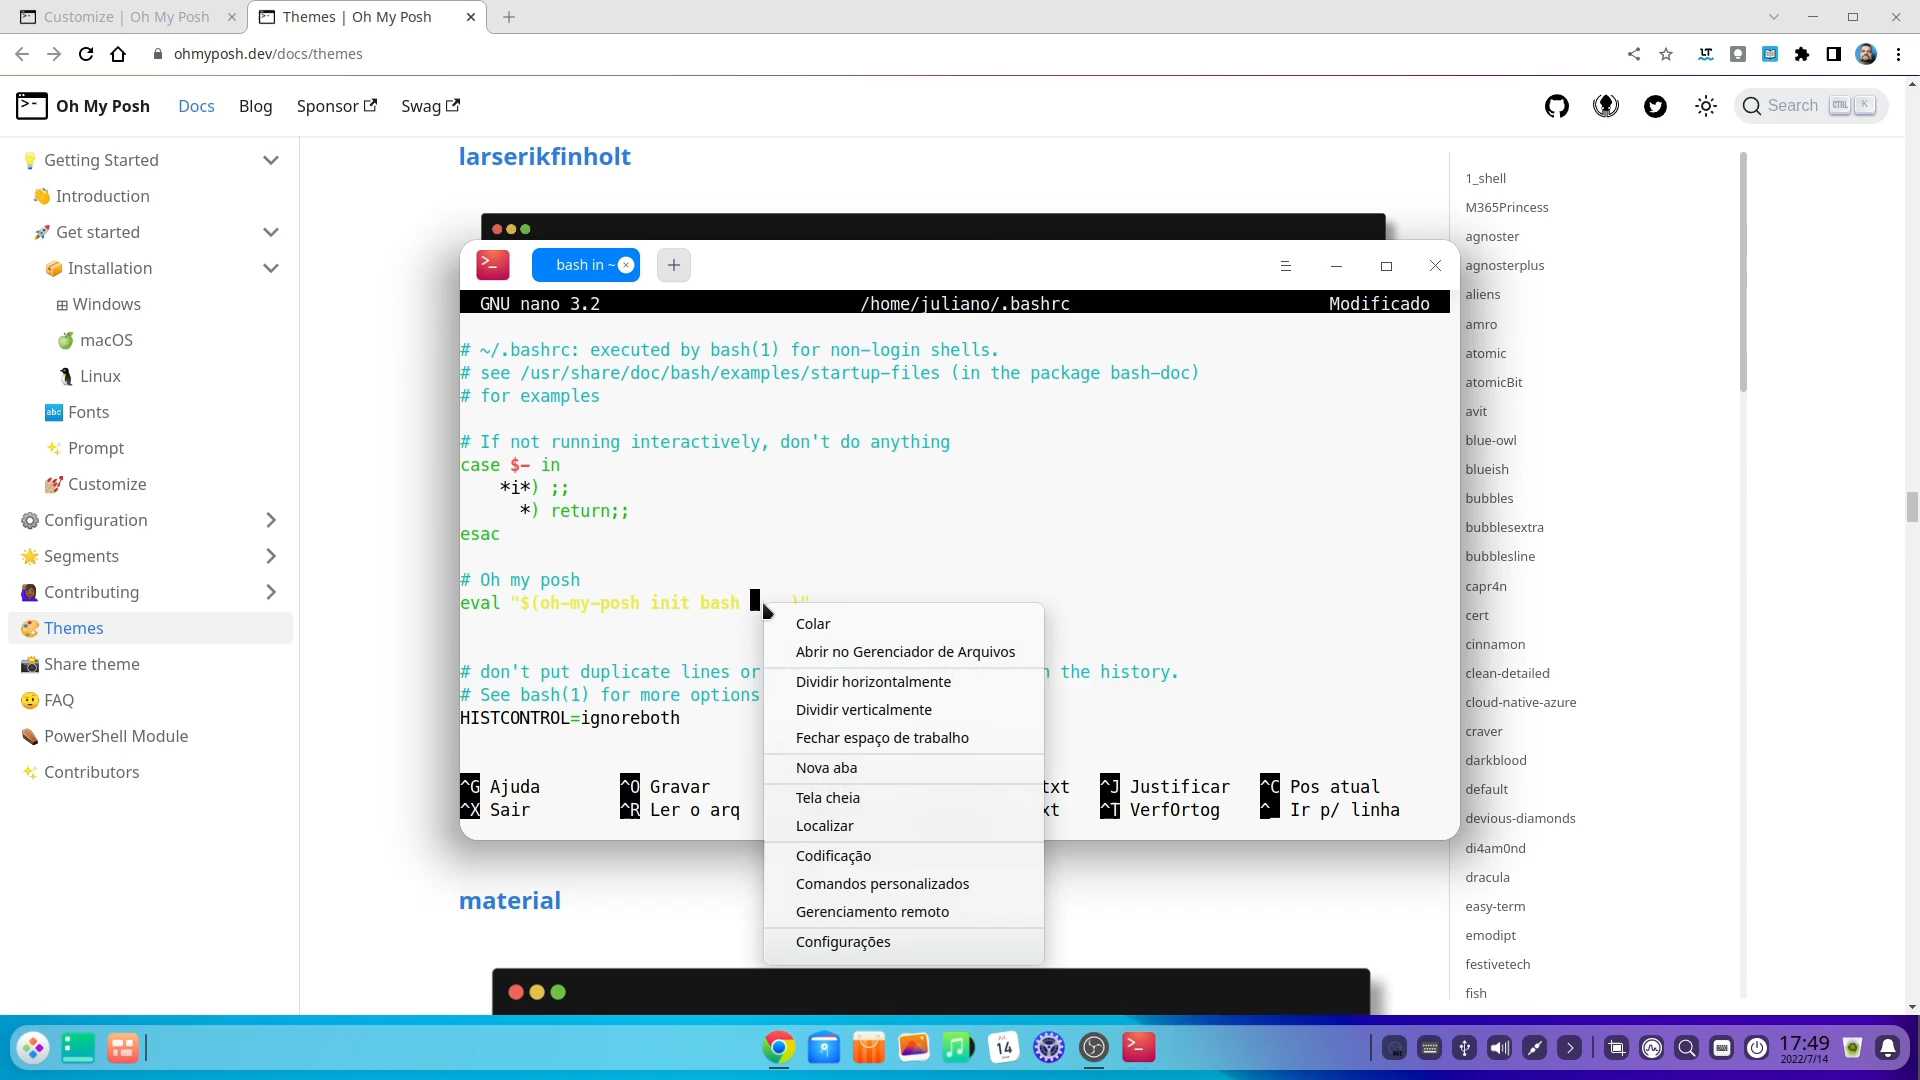 Customize | Oh My Posh
Themes | Oh My Posh
ohmyposh.dev/docs/themes
Oh My Posh
Docs
Blog
Sponsor
Swag
Search
CTRL
K
Getting Started
Introduction
Get started
Installation
Windows
macOS
Linux
abc Fonts
Prompt
Customize
Configuration
Segments
Contributing
Themes
Share theme
FAQ
PowerShell Module
Contributors
larserikfinholt
bash in ~
GNU nano 3.2
/home/juliano/.bashrc
Modificado
# ~/.bashrc: executed by bash(1) for non-login shells.
# see /usr/share/doc/bash/examples/startup-files (in the package bash-doc)
# for examples
# If not running interactively, don't do anything
case $- in
*i*) ;;
*) return;;
esac
# Oh my posh
eval "$(oh-my-posh init bash )"
# don't put duplicate lines or the history.
# See bash(1) for more options
HISTCONTROL=ignoreboth
^G Ajuda
^O Gravar
txt
^J Justificar
^C Pos atual
^X Sair
^R Ler o arq
xt
^T VerfOrtog
^_ Ir p/ linha
Colar
Abrir no Gerenciador de Arquivos
Dividir horizontalmente
Dividir verticalmente
Fechar espaço de trabalho
Nova aba
Tela cheia
Localizar
Codificação
Comandos personalizados
Gerenciamento remoto
Configurações
material
1_shell
M365Princess
agnoster
agnosterplus
aliens
amro
atomic
atomicBit
avit
blue-owl
blueish
bubbles
bubblesextra
bubblesline
capr4n
cert
cinnamon
clean-detailed
cloud-native-azure
craver
darkblood
default
devious-diamonds
di4am0nd
dracula
easy-term
emodipt
festivetech
fish
14
17:49
2022/7/14